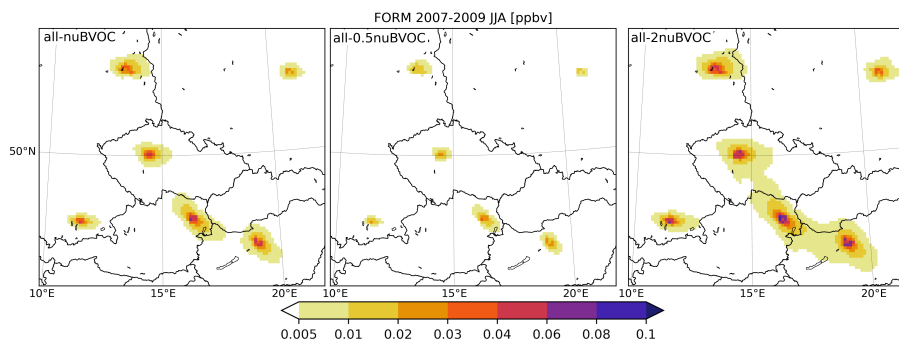 FORM 2007-2009 JJA [ppbv]
all-nuBVOC
all-0.5nuBVOC
all-2nuBVOC
50°N
10°E 15°E 20°E 10°E 15°E 20°E 10°E 15°E 20°E
0.005 0.01 0.02 0.03 0.04 0.06 0.08 0.1